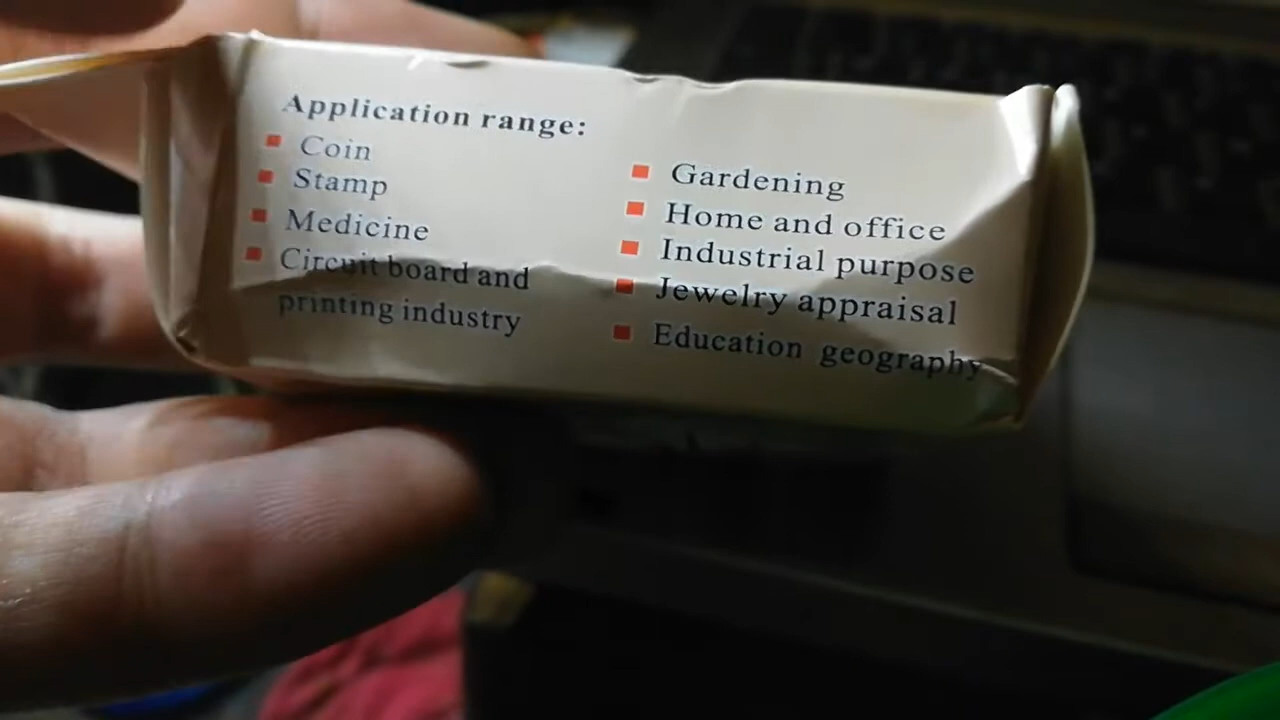 Application range:
Coin
Stamp
Medicine
Circuit board and
printing industry
Gardening
Home and office
Industrial purpose
Jewelry appraisal
Education geography